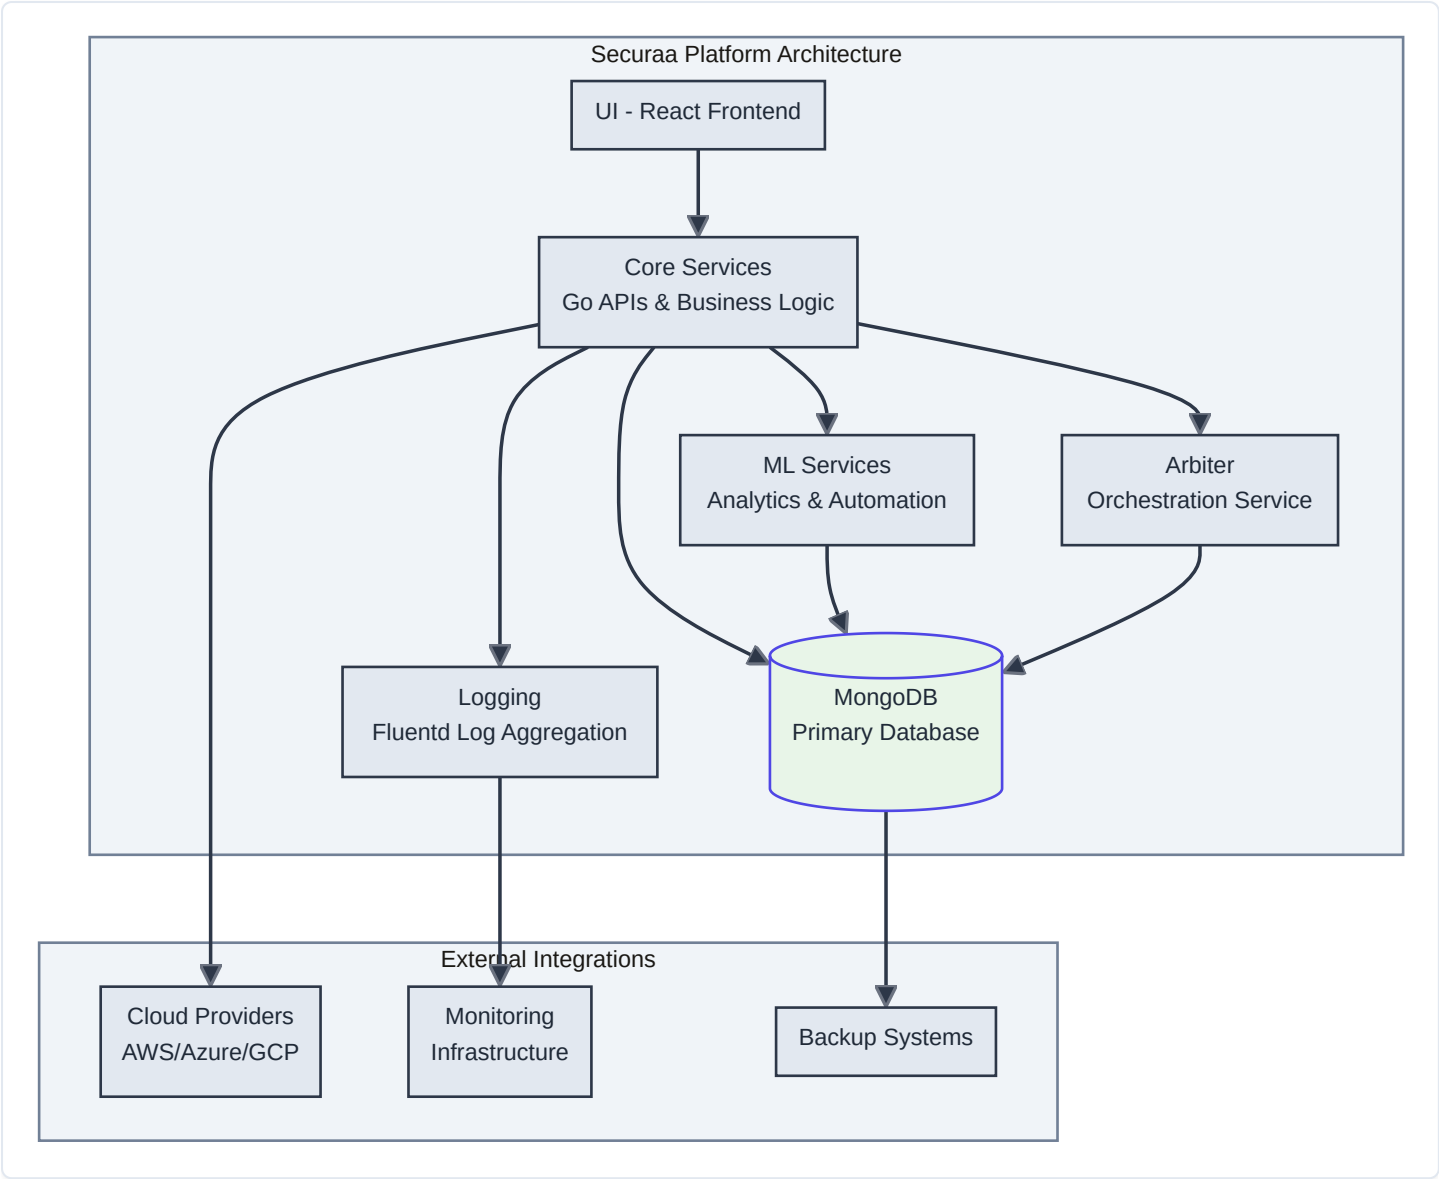 Securaa Platform Architecture
UI - React Frontend
Core Services
Go APIs & Business Logic
ML Services
Analytics & Automation
Arbiter
Orchestration Service
Logging
Fluentd Log Aggregation
MongoDB
Primary Database
External Integrations
Cloud Providers
AWS/Azure/GCP
Monitoring
Infrastructure
Backup Systems